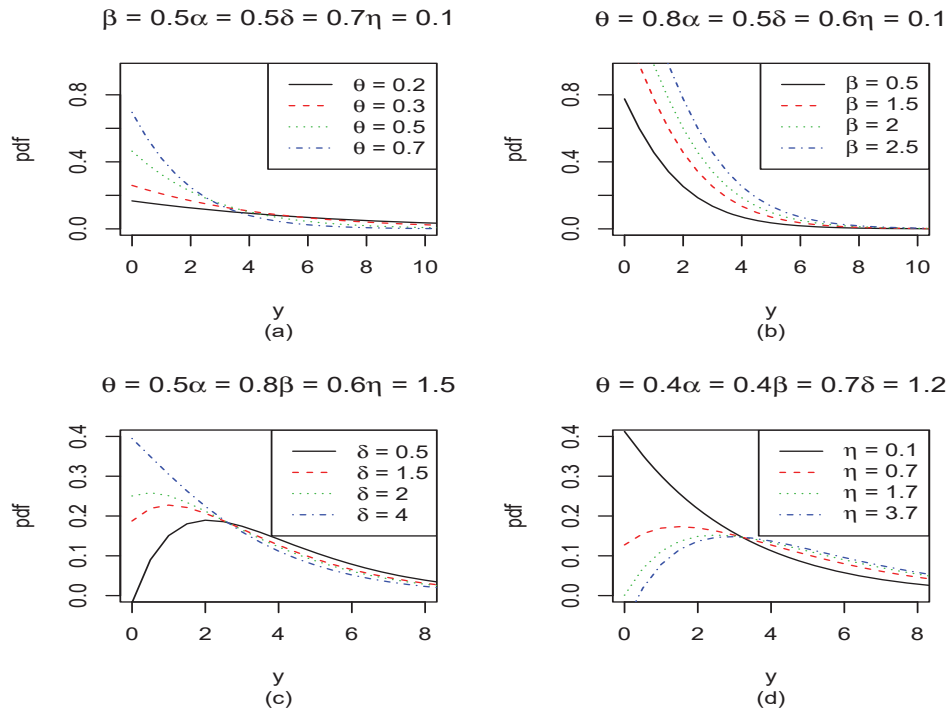 β = 0.5α = 0.5δ = 0.7η = 0.1
pdf
0.0 0.4 0.8
θ = 0.2
θ = 0.3
θ = 0.5
θ = 0.7
0 2 4 6 8 10
y
(a)
θ = 0.8α = 0.5δ = 0.6η = 0.1
pdf
0.0 0.4 0.8
β = 0.5
β = 1.5
β = 2
β = 2.5
0 2 4 6 8 10
y
(b)
θ = 0.5α = 0.8β = 0.6η = 1.5
pdf
0.0 0.1 0.2 0.3 0.4
δ = 0.5
δ = 1.5
δ = 2
δ = 4
0 2 4 6 8
y
(c)
θ = 0.4α = 0.4β = 0.7δ = 1.2
pdf
0.0 0.1 0.2 0.3 0.4
η = 0.1
η = 0.7
η = 1.7
η = 3.7
0 2 4 6 8
y
(d)